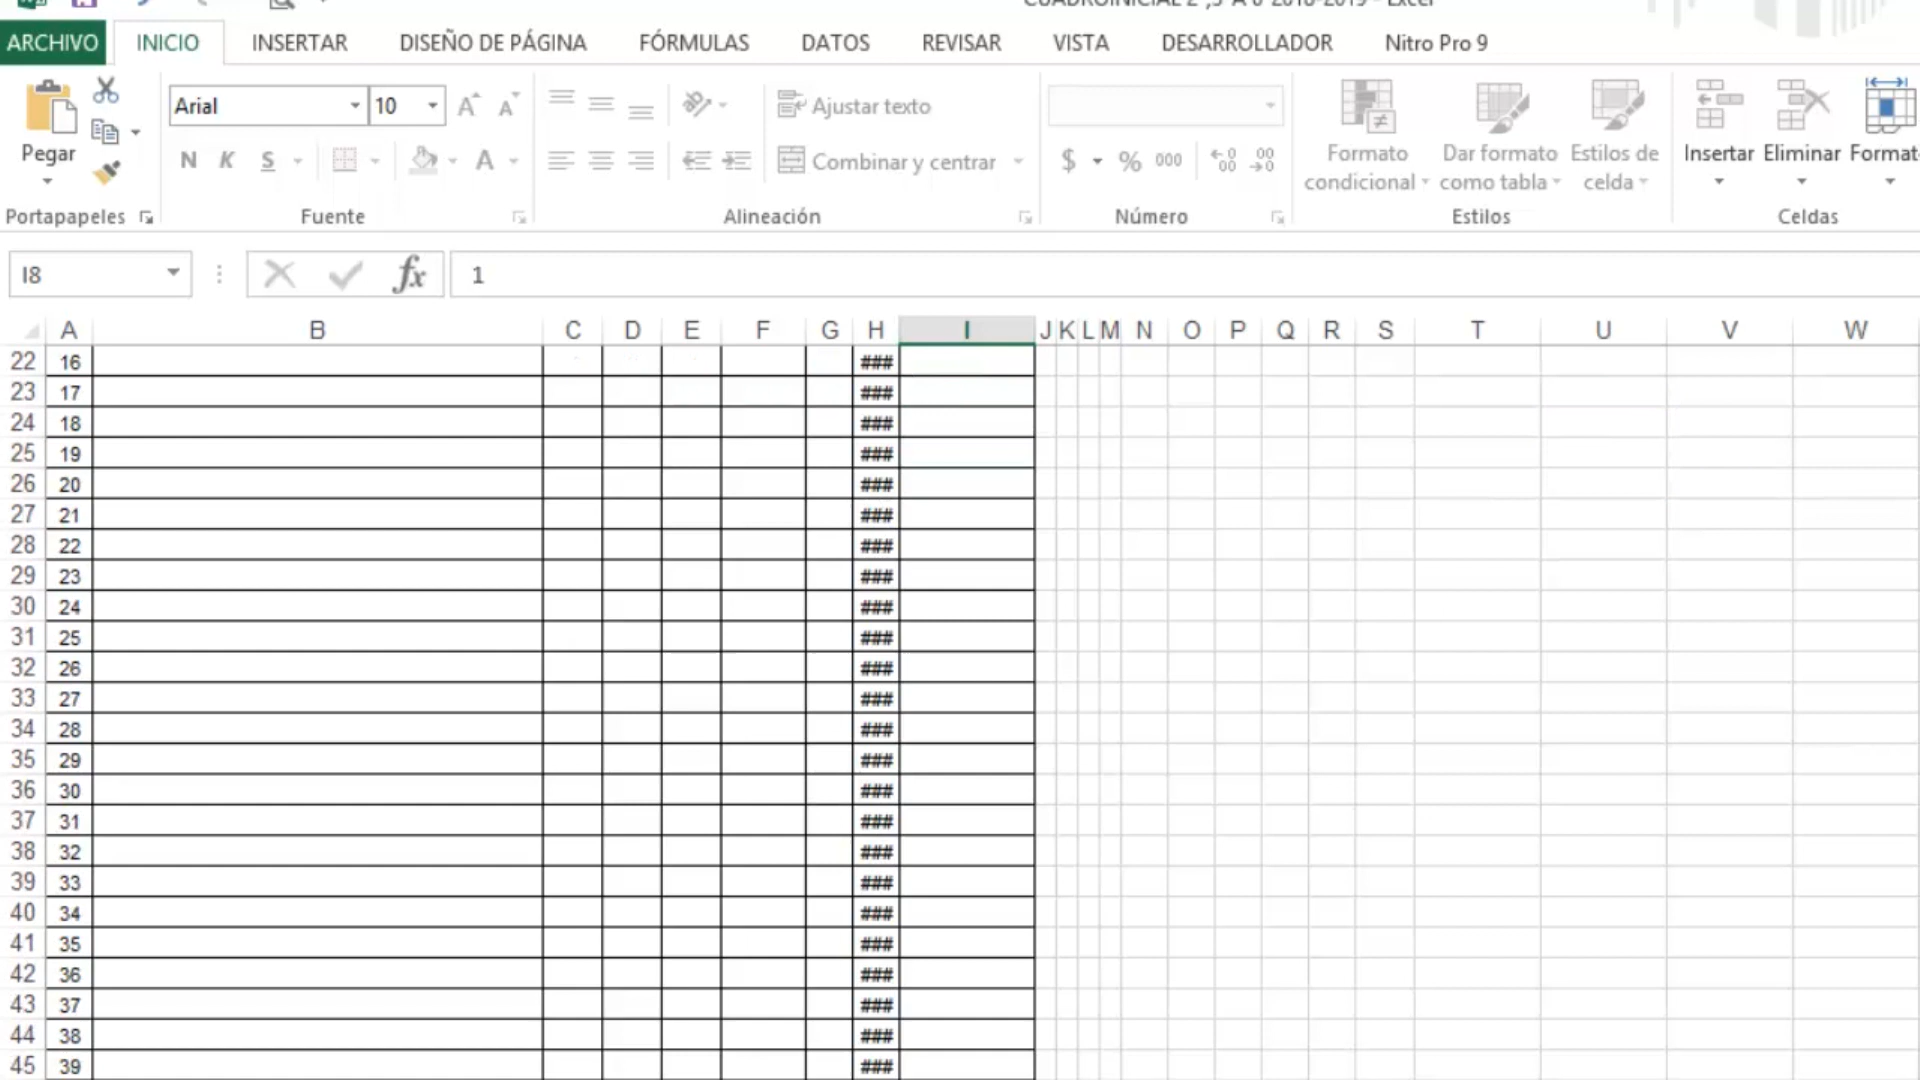 ARCHIVO INICIO INSERTAR DISEÑO DE PÁGINA FÓRMULAS DATOS REVISAR VISTA DESARROLLADOR Nitro Pro 9
Arial 10 Ajustar texto
Pegar N K S A Combinar y centrar $ % 000 Formato condicional Dar formato como tabla Estilos de celda Insertar Eliminar Format
Portapapeles Fuente Alineación Número Estilos Celdas
I8 fx 1
A B C D E F G H I J K L M N O P Q R S T U V W
22 16 ###
23 17 ###
24 18 ###
25 19 ###
26 20 ###
27 21 ###
28 22 ###
29 23 ###
30 24 ###
31 25 ###
32 26 ###
33 27 ###
34 28 ###
35 29 ###
36 30 ###
37 31 ###
38 32 ###
39 33 ###
40 34 ###
41 35 ###
42 36 ###
43 37 ###
44 38 ###
45 39 ###